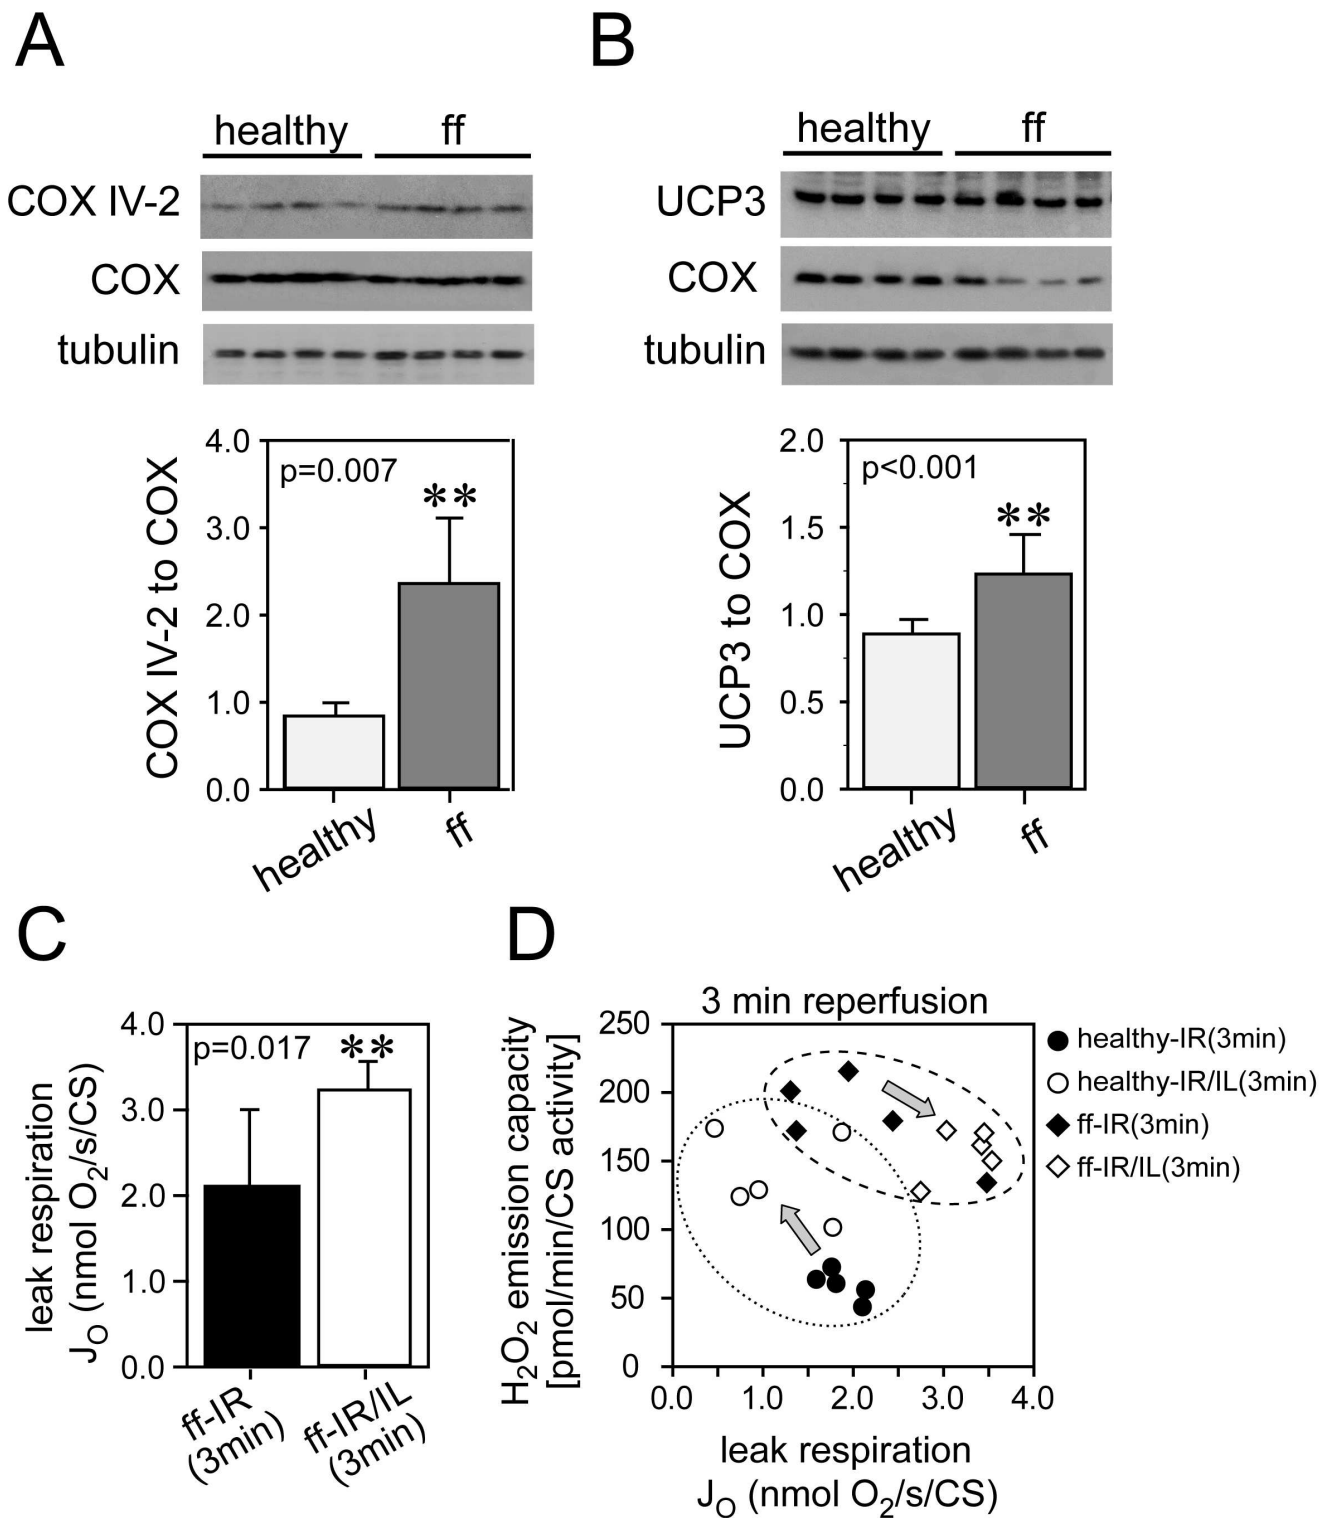 A
healthy ff
COX IV-2
COX
tubulin
COX IV-2 to COX
4.0
3.0
2.0
1.0
0.0
p=0.007
**
healthy
ff
B
healthy ff
UCP3
COX
tubulin
UCP3 to COX
2.0
1.5
1.0
0.5
0.0
p<0.001
**
healthy
ff
C
leak respiration
J_O (nmol O₂/s/CS)
4.0
3.0
2.0
1.0
0.0
p=0.017
**
ff-IR
(3min)
ff-IR/IL
(3min)
D
3 min reperfusion
H₂O₂ emission capacity
[pmol/min/CS activity]
250
200
150
100
50
0
0.0 1.0 2.0 3.0 4.0
leak respiration
J_O (nmol O₂/s/CS)
healthy-IR(3min)
healthy-IR/IL(3min)
ff-IR(3min)
ff-IR/IL(3min)